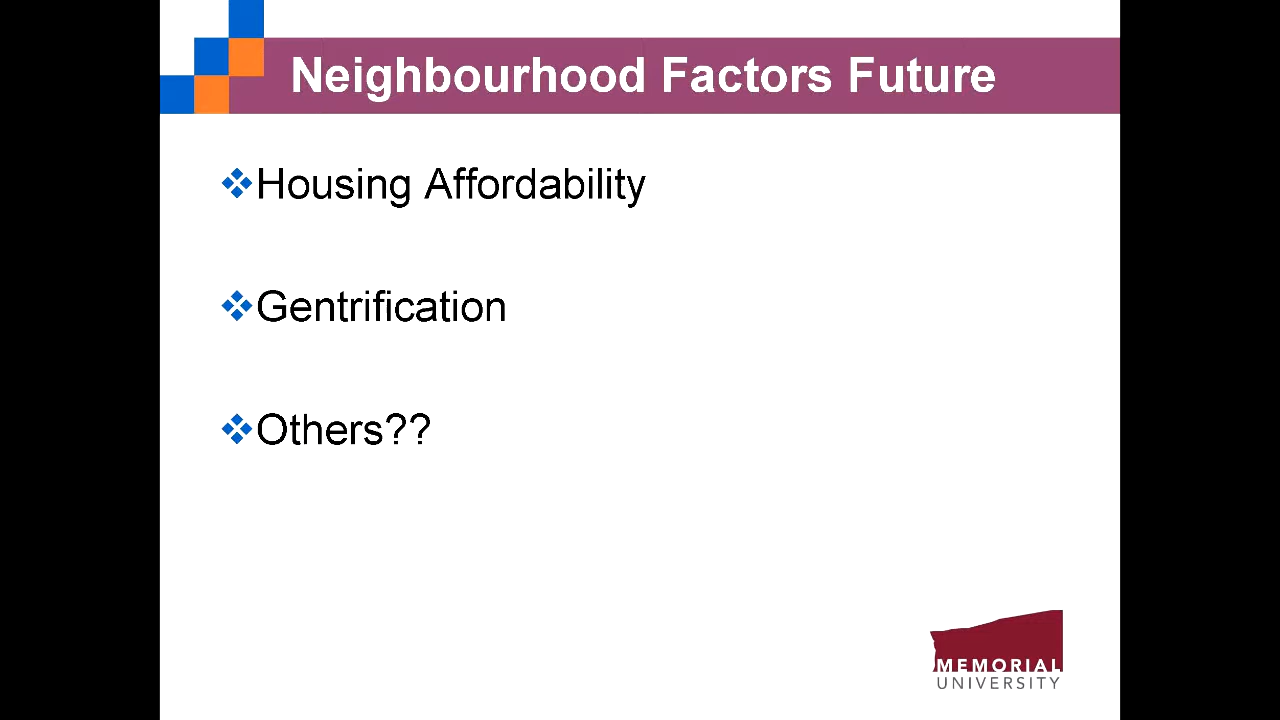 Neighbourhood Factors Future
Housing Affordability
Gentrification
Others??
MEMORIAL
UNIVERSITY